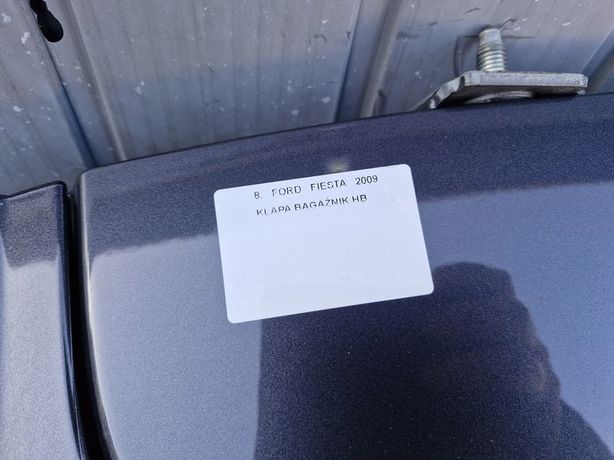 8. FORD FIESTA 2009
KLAPA BAGAŻNIK HB